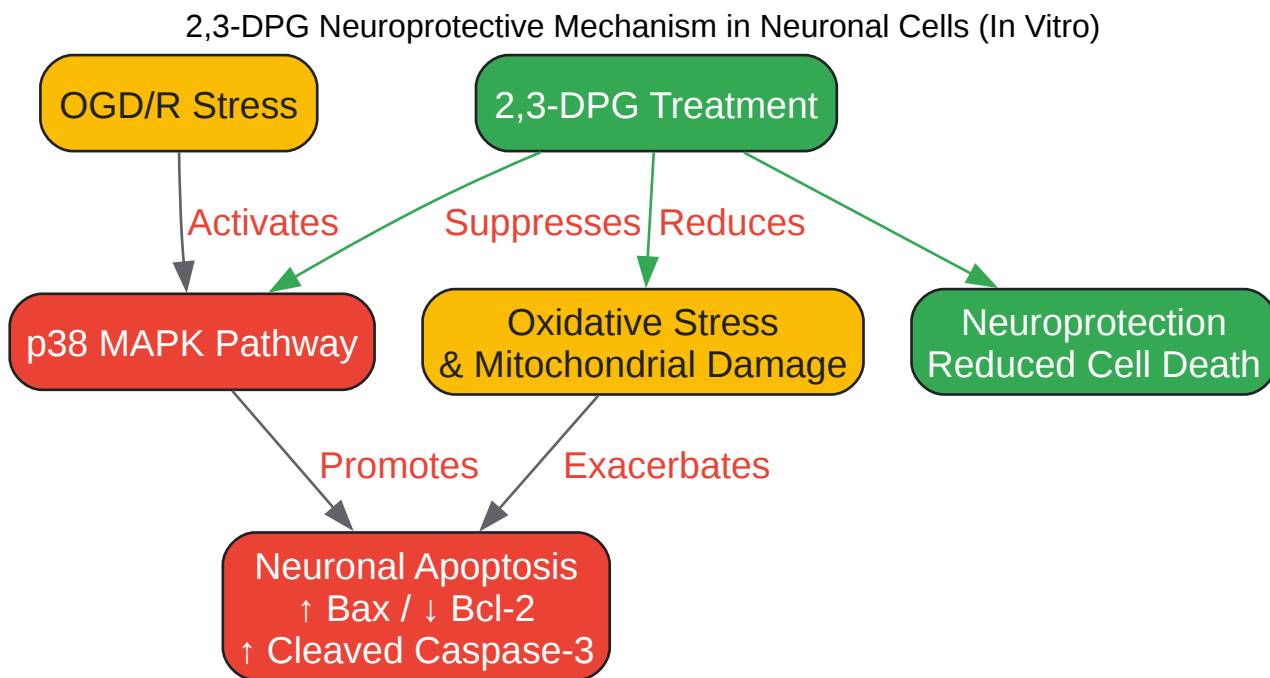 2,3-DPG Neuroprotective Mechanism in Neuronal Cells (In Vitro)
OGD/R Stress
2,3-DPG Treatment
Activates
Suppresses
Reduces
p38 MAPK Pathway
Oxidative Stress
& Mitochondrial Damage
Neuroprotection
Reduced Cell Death
Promotes
Exacerbates
Neuronal Apoptosis
↑ Bax / ↓ Bcl-2
↑ Cleaved Caspase-3